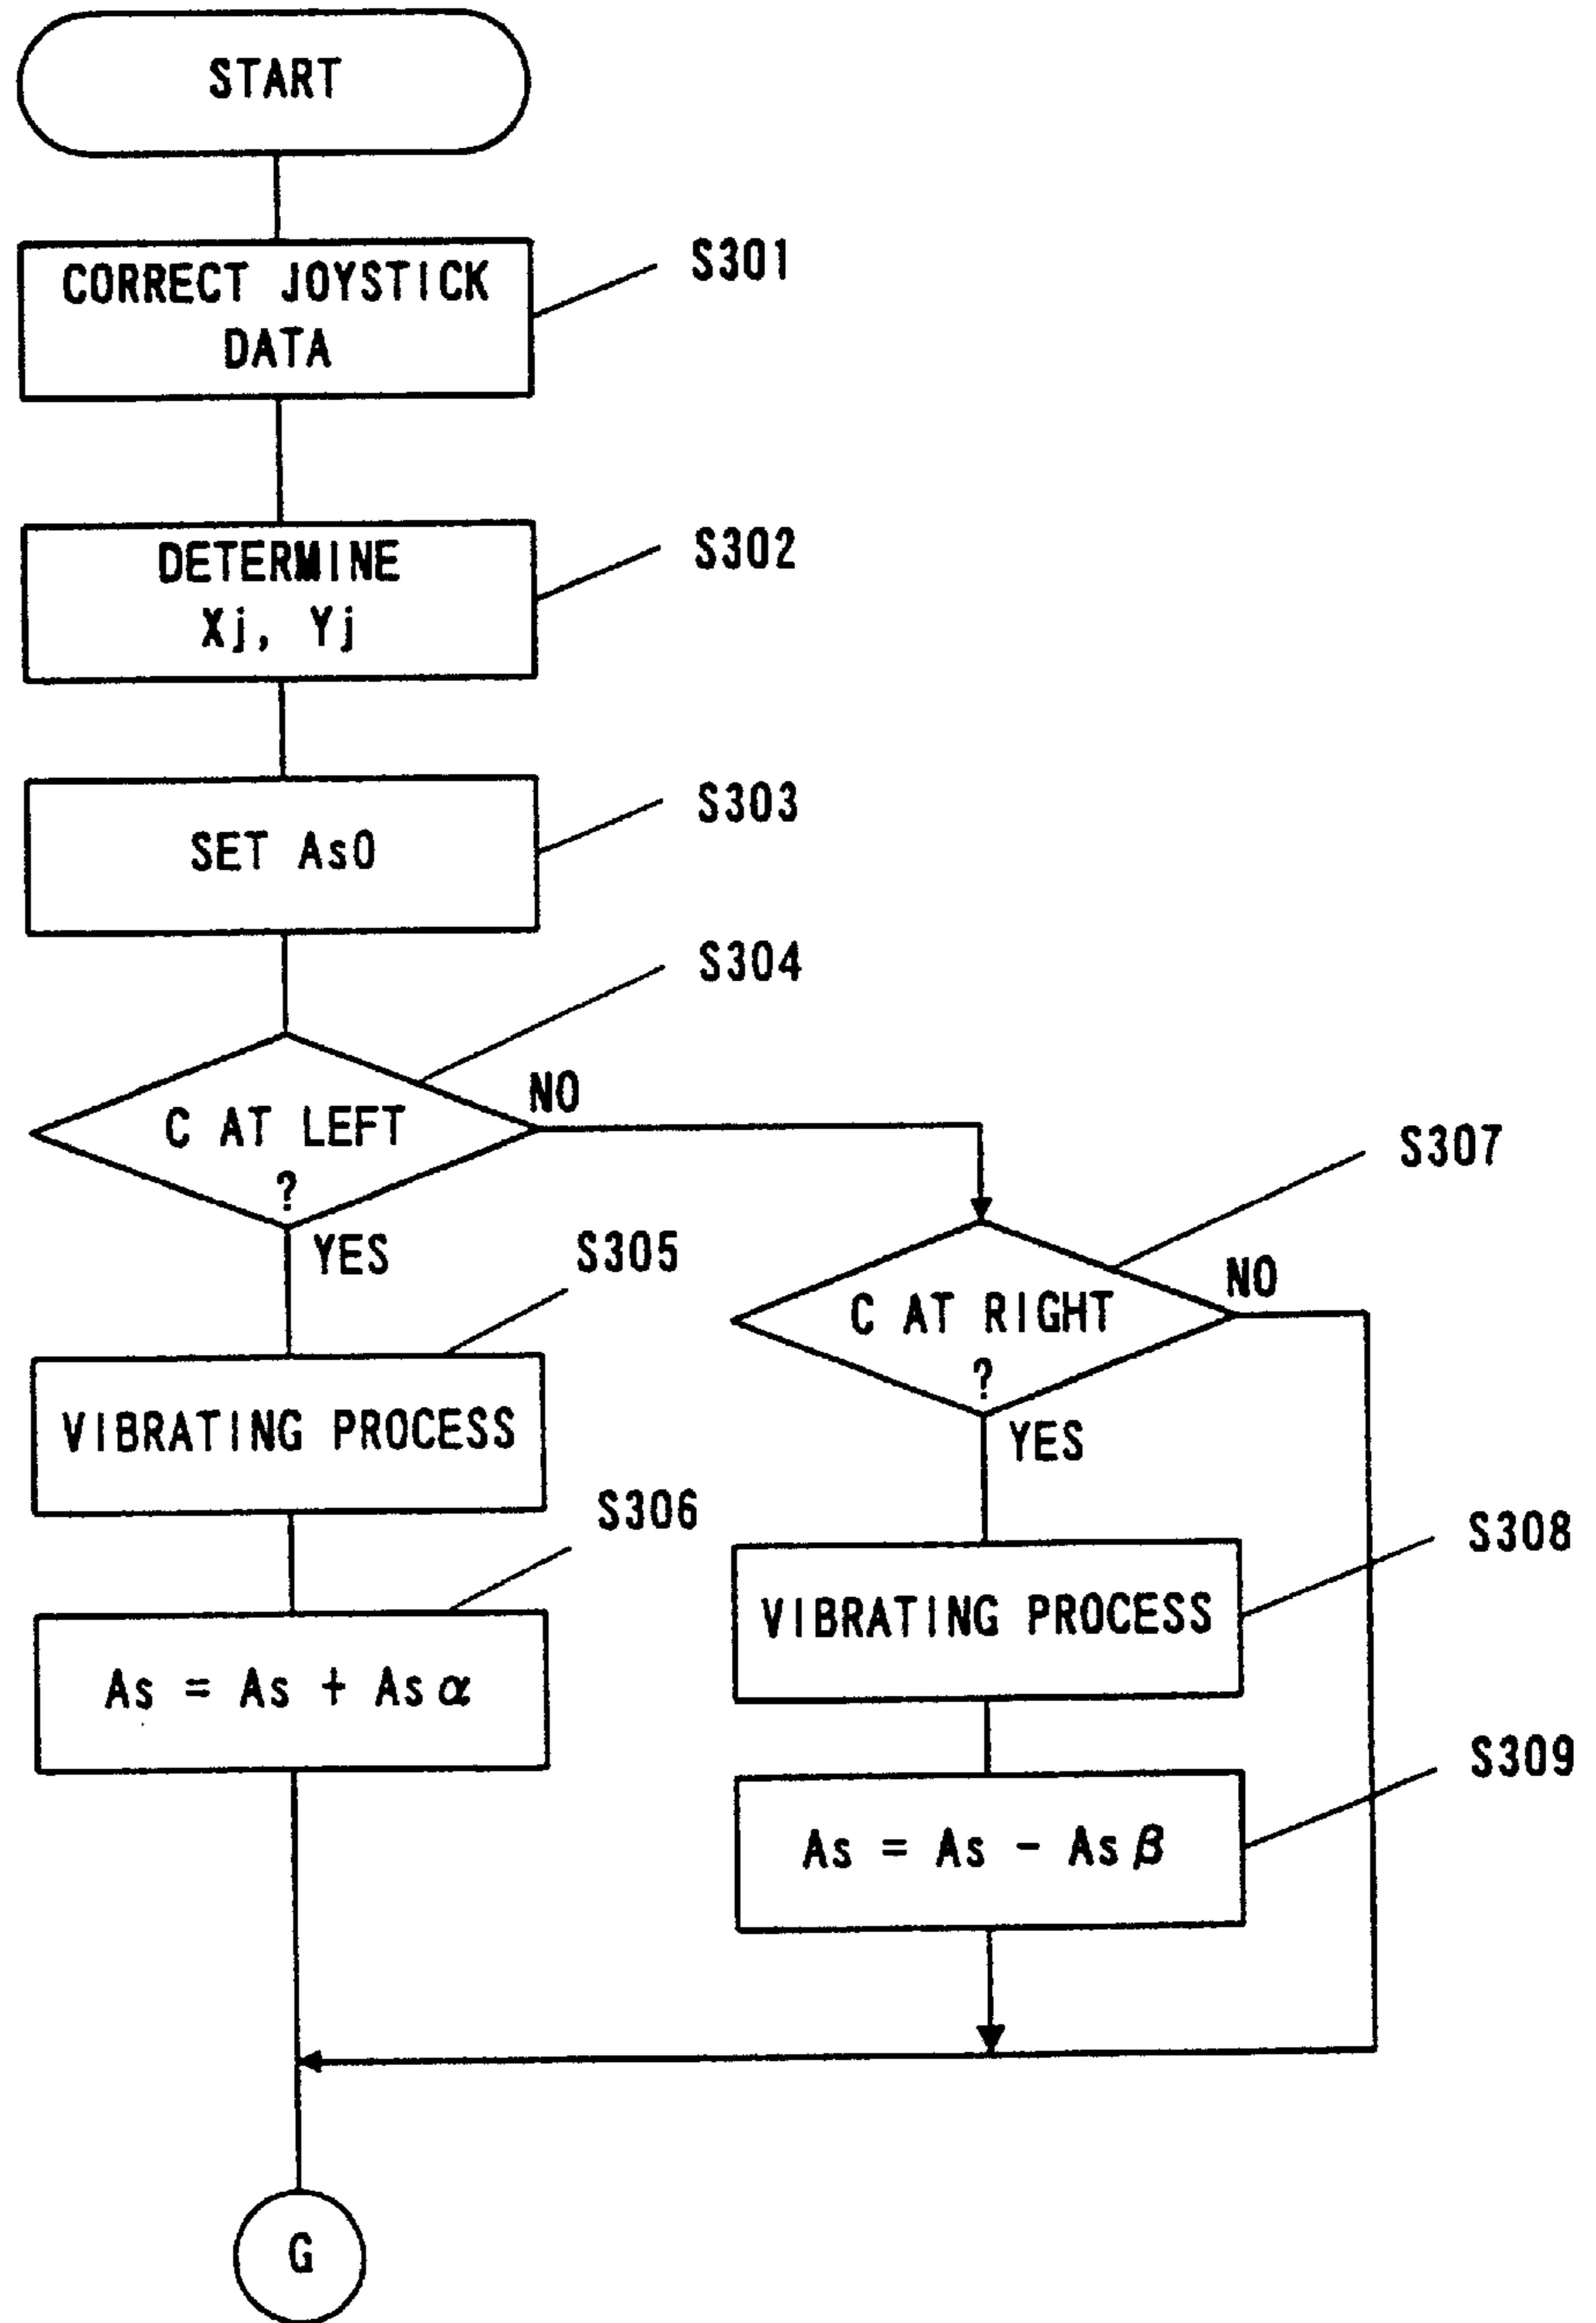 START
CORRECT JOYSTICK
DATA
S301
DETERMINE
Xj, Yj
S302
SET As0
S303
S304
C AT LEFT
?
NO
YES
S305
VIBRATING PROCESS
S306
As = As + Asα
S307
C AT RIGHT
?
NO
YES
S308
VIBRATING PROCESS
S309
As = As - Asβ
G